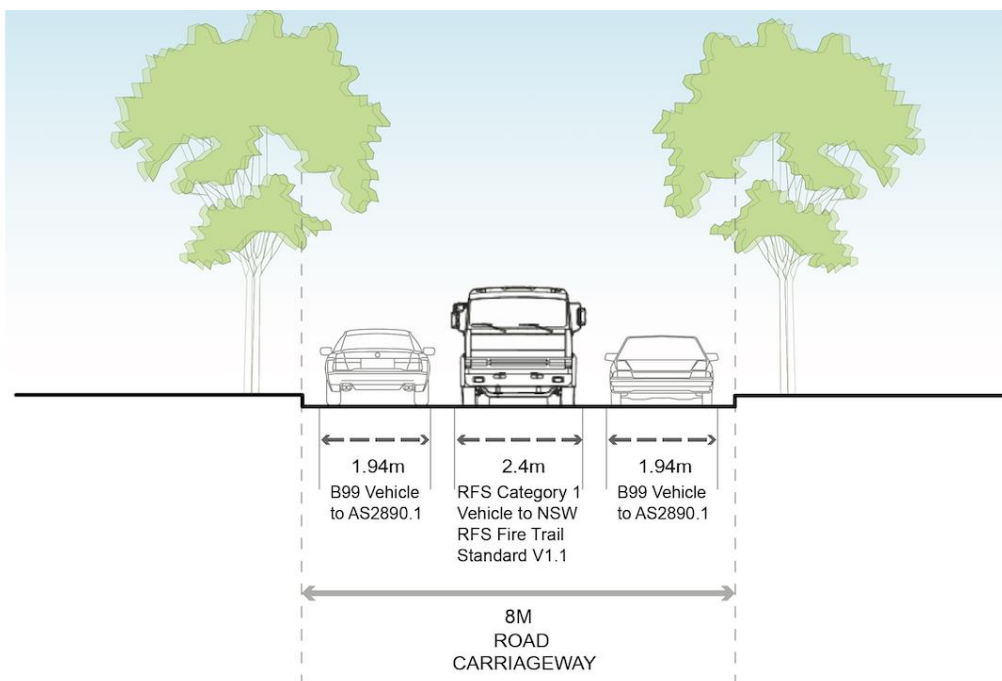 1.94m
B99 Vehicle
to AS2890.1
2.4m
RFS Category 1
Vehicle to NSW
RFS Fire Trail
Standard V1.1
1.94m
B99 Vehicle
to AS2890.1
8M
ROAD
CARRIAGEWAY